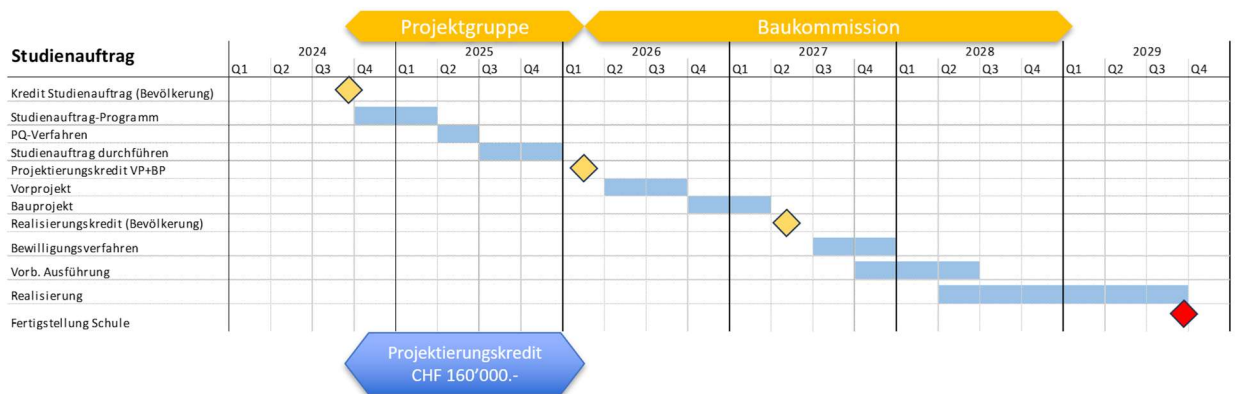 Projektgruppe Baukommission
Studienauftrag
2024 2025 2026 2027 2028 2029
Q1 Q2 Q3 Q4 Q1 Q2 Q3 Q4 Q1 Q2 Q3 Q4 Q1 Q2 Q3 Q4 Q1 Q2 Q3 Q4 Q1 Q2 Q3 Q4
Kredit Studienauftrag (Bevölkerung)
Studienauftrag-Programm
PQ-Verfahren
Studienauftrag durchführen
Projektierungskredit VP+BP
Vorprojekt
Bauprojekt
Realisierungskredit (Bevölkerung)
Bewilligungsverfahren
Vorb. Ausführung
Realisierung
Fertigstellung Schule
Projektierungskredit
CHF 160’000.-